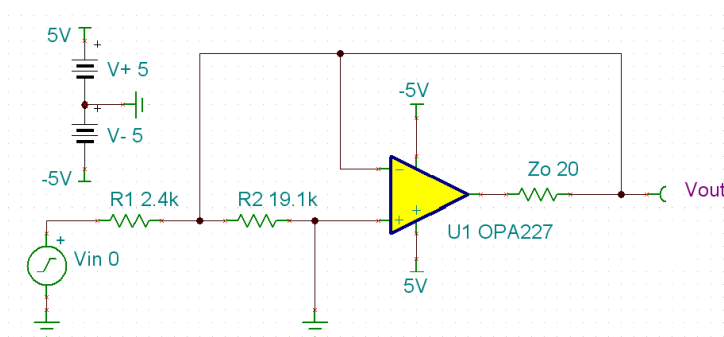 5V
V+ 5
V- 5
-5V
R1 2.4k
R2 19.1k
Vin 0
-5V
U1 OPA227
5V
Zo 20
Vout